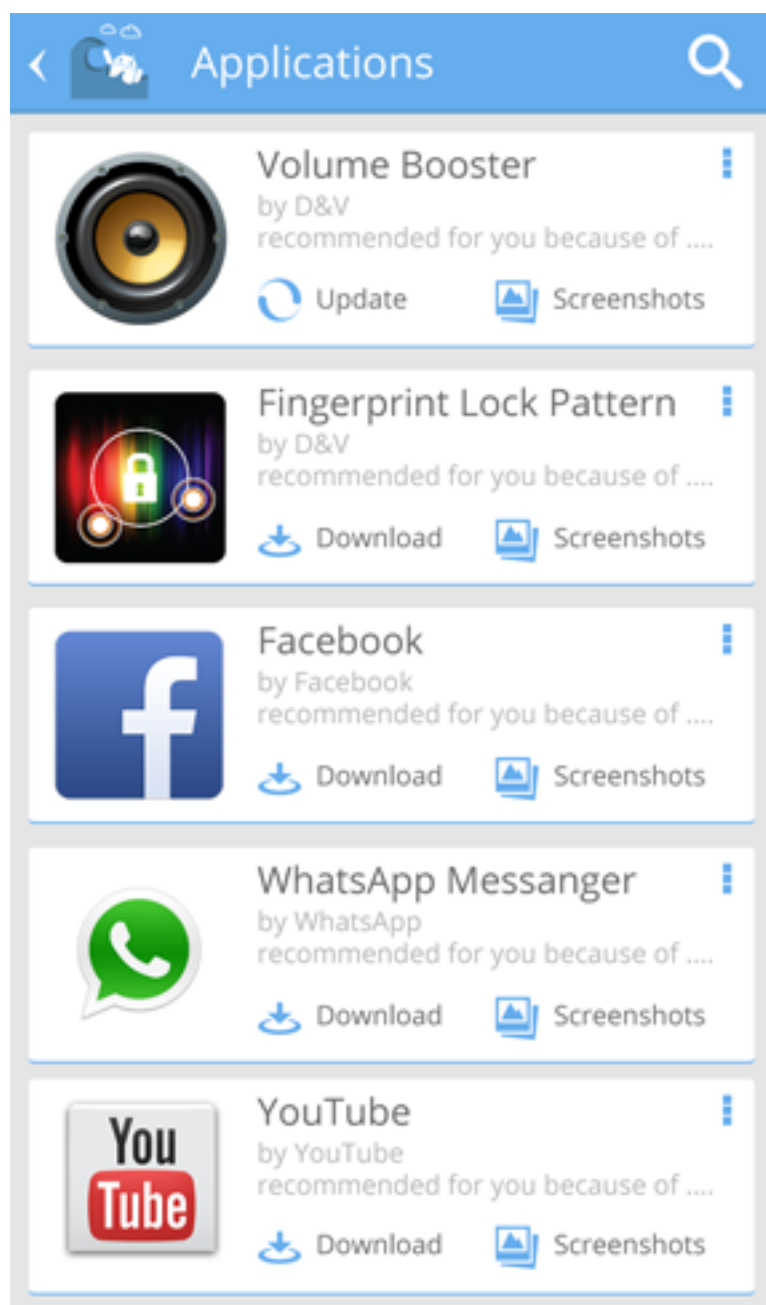 Applications
Volume Booster
by D&V
recommended for you because of ....
Update
Screenshots
Fingerprint Lock Pattern
by D&V
recommended for you because of ....
Download
Screenshots
f
Facebook
by Facebook
recommended for you because of ....
Download
Screenshots
WhatsApp Messanger
by WhatsApp
recommended for you because of ....
Download
Screenshots
You
Tube
YouTube
by YouTube
recommended for you because of ....
Download
Screenshots